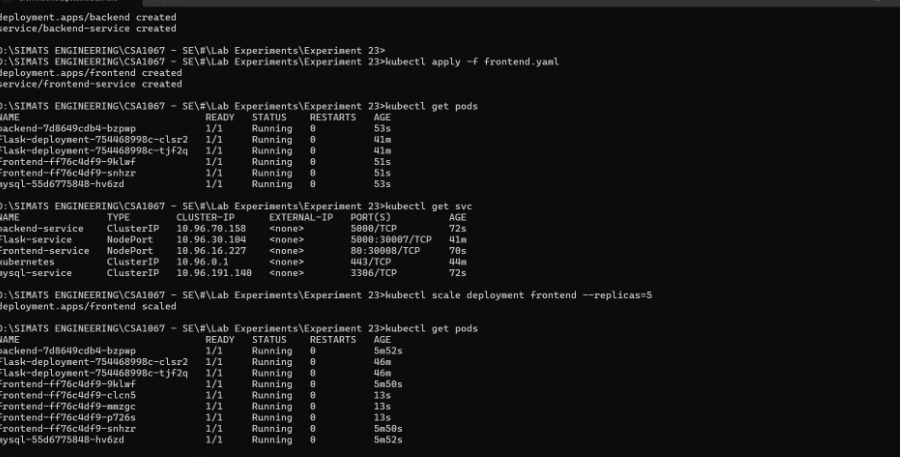 deployment.apps/backend created
service/backend-service created
D:\SIMATS ENGINEERING\CSA1067 - SE\#\Lab Experiments\Experiment 23>
D:\SIMATS ENGINEERING\CSA1067 - SE\#\Lab Experiments\Experiment 23>kubectl apply -f frontend.yaml
deployment.apps/frontend created
service/frontend-service created
D:\SIMATS ENGINEERING\CSA1067 - SE\#\Lab Experiments\Experiment 23>kubectl get pods
NAME READY STATUS RESTARTS AGE
backend-7d8649cdb4-bzpwp 1/1 Running 0 53s
flask-deployment-754468998c-clsr2 1/1 Running 0 41m
flask-deployment-754468998c-tjf2q 1/1 Running 0 41m
frontend-ff76c4df9-9klwf 1/1 Running 0 51s
frontend-ff76c4df9-snhzr 1/1 Running 0 51s
mysql-55d6775848-hv6zd 1/1 Running 0 53s
D:\SIMATS ENGINEERING\CSA1067 - SE\#\Lab Experiments\Experiment 23>kubectl get svc
NAME TYPE CLUSTER-IP EXTERNAL-IP PORT(S) AGE
backend-service ClusterIP 10.96.70.158 <none> 5000/TCP 72s
flask-service NodePort 10.96.30.104 <none> 5000:30007/TCP 41m
frontend-service NodePort 10.96.16.227 <none> 80:30008/TCP 70s
kubernetes ClusterIP 10.96.0.1 <none> 443/TCP 44m
mysql-service ClusterIP 10.96.191.140 <none> 3306/TCP 72s
D:\SIMATS ENGINEERING\CSA1067 - SE\#\Lab Experiments\Experiment 23>kubectl scale deployment frontend --replicas=5
deployment.apps/frontend scaled
D:\SIMATS ENGINEERING\CSA1067 - SE\#\Lab Experiments\Experiment 23>kubectl get pods
NAME READY STATUS RESTARTS AGE
backend-7d8649cdb4-bzpwp 1/1 Running 0 5m52s
flask-deployment-754468998c-clsr2 1/1 Running 0 46m
flask-deployment-754468998c-tjf2q 1/1 Running 0 46m
frontend-ff76c4df9-9klwf 1/1 Running 0 5m50s
frontend-ff76c4df9-clcn5 1/1 Running 0 13s
frontend-ff76c4df9-mmzgc 1/1 Running 0 13s
frontend-ff76c4df9-p726s 1/1 Running 0 13s
frontend-ff76c4df9-snhzr 1/1 Running 0 5m50s
mysql-55d6775848-hv6zd 1/1 Running 0 5m52s